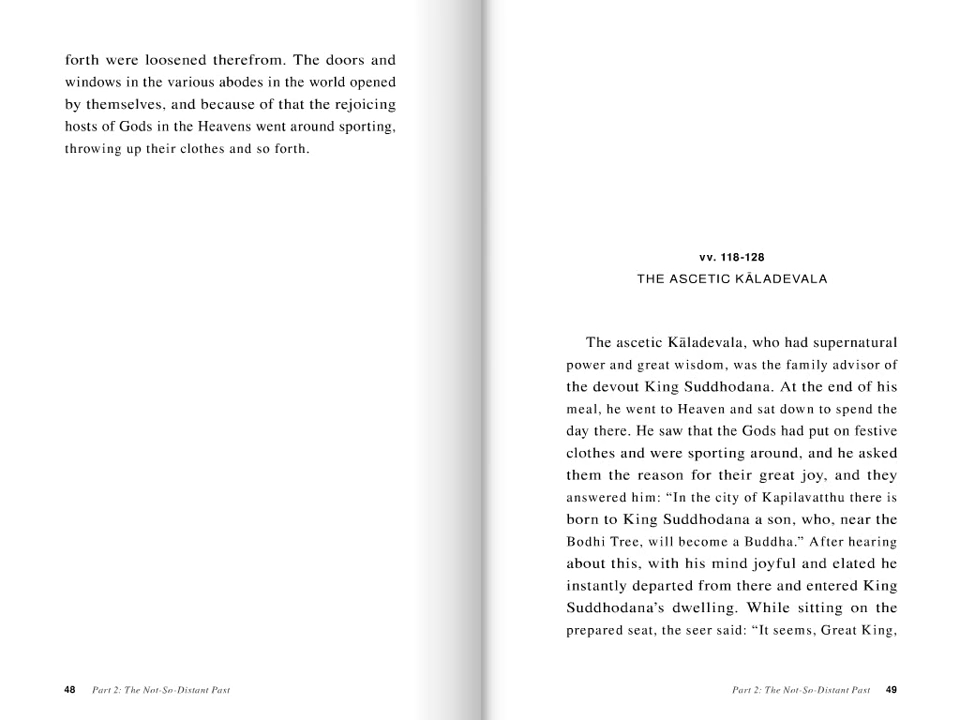 forth were loosened therefrom. The doors and
windows in the various abodes in the world opened
by themselves, and because of that the rejoicing
hosts of Gods in the Heavens went around sporting,
throwing up their clothes and so forth.
48 Part 2: The Not-So-Distant Past
vv. 118-128
THE ASCETIC KĀLADEVALA
The ascetic Kāladevala, who had supernatural
power and great wisdom, was the family advisor of
the devout King Suddhodana. At the end of his
meal, he went to Heaven and sat down to spend the
day there. He saw that the Gods had put on festive
clothes and were sporting around, and he asked
them the reason for their great joy, and they
answered him: “In the city of Kapilavatthu there is
born to King Suddhodana a son, who, near the
Bodhi Tree, will become a Buddha.” After hearing
about this, with his mind joyful and elated he
instantly departed from there and entered King
Suddhodana’s dwelling. While sitting on the
prepared seat, the seer said: “It seems, Great King,
Part 2: The Not-So-Distant Past 49